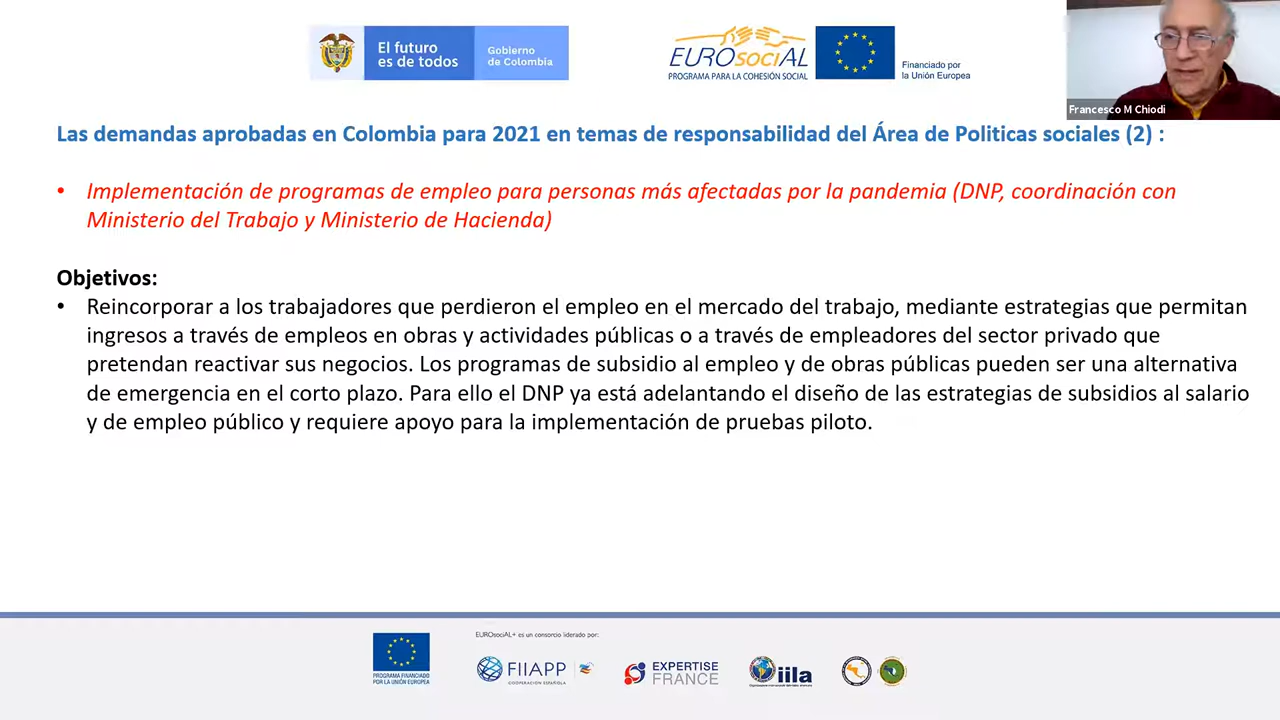 El futuro
es de todos
Gobierno
de Colombia
EUROsociAL
PROGRAMA PARA LA COHESIÓN SOCIAL
Financiado por
la Unión Europea
Francesco M Chiodi
Las demandas aprobadas en Colombia para 2021 en temas de responsabilidad del Área de Politicas sociales (2) :
• Implementación de programas de empleo para personas más afectadas por la pandemia (DNP, coordinación con
Ministerio del Trabajo y Ministerio de Hacienda)
Objetivos:
• Reincorporar a los trabajadores que perdieron el empleo en el mercado del trabajo, mediante estrategias que permitan
ingresos a través de empleos en obras y actividades públicas o a través de empleadores del sector privado que
pretendan reactivar sus negocios. Los programas de subsidio al empleo y de obras públicas pueden ser una alternativa
de emergencia en el corto plazo. Para ello el DNP ya está adelantando el diseño de las estrategias de subsidios al salario
y de empleo público y requiere apoyo para la implementación de pruebas piloto.
EUROsociAL+ es un consorcio liderado por:
PROGRAMA FINANCIADO
POR LA UNIÓN EUROPEA
FIIAPP
COOPERACIÓN ESPAÑOLA
EXPERTISE
FRANCE
iila